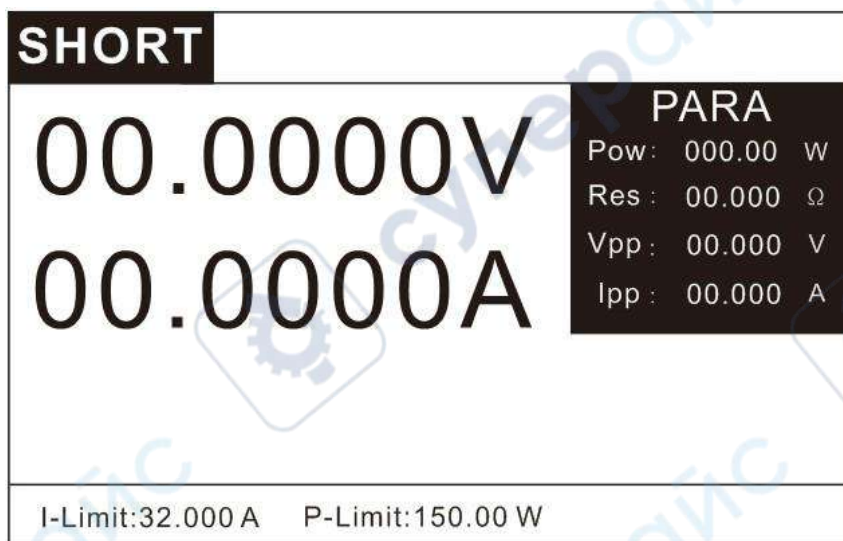 SHORT
00.0000V
00.0000A
PARA
Pow: 000.00 W
Res: 00.000 Ω
Vpp: 00.000 V
Ipp: 00.000 A
I-Limit:32.000 A P-Limit:150.00 W
суперайс